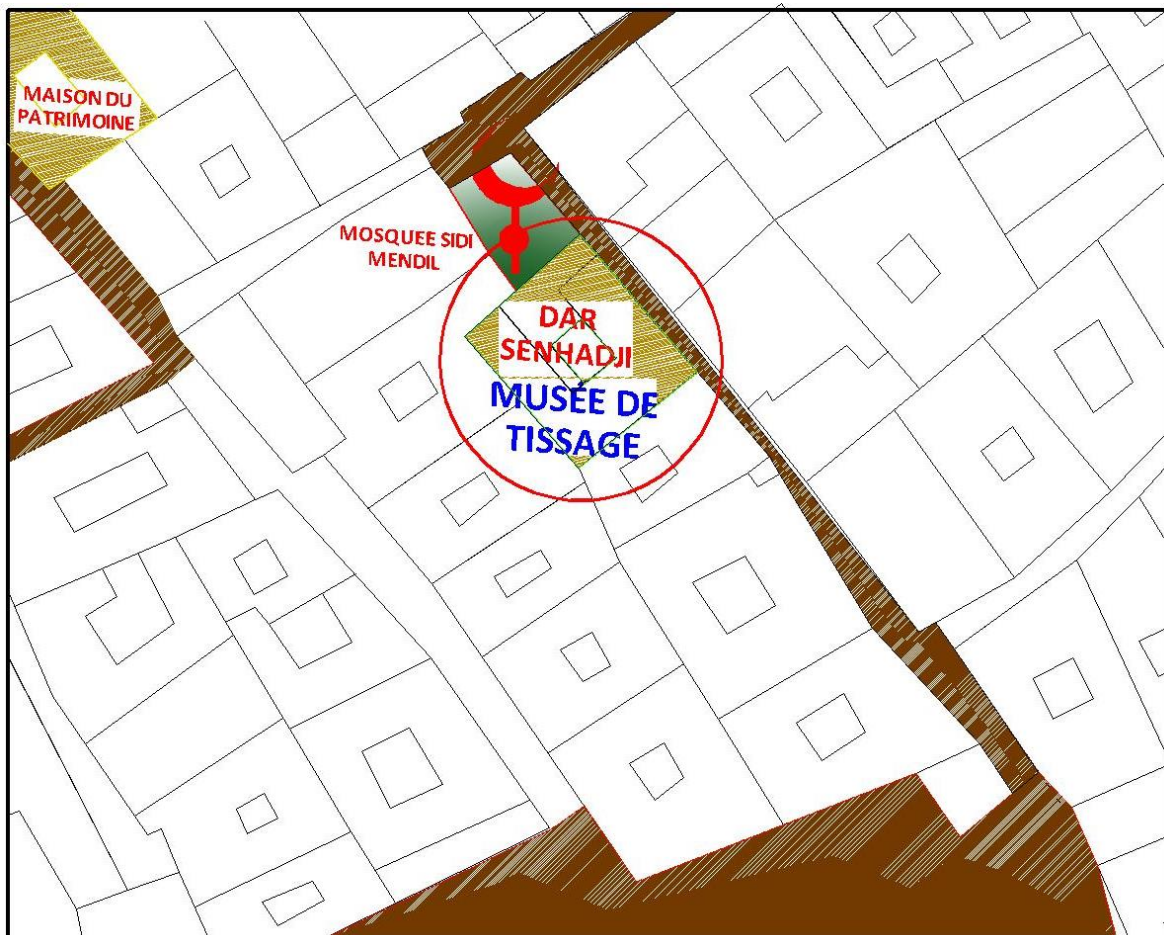 MAISON DU
PATRIMOINE
MOSQUEE SIDI
MENDIL
DAR
SENHADJI
MUSÉE DE
TISSAGE